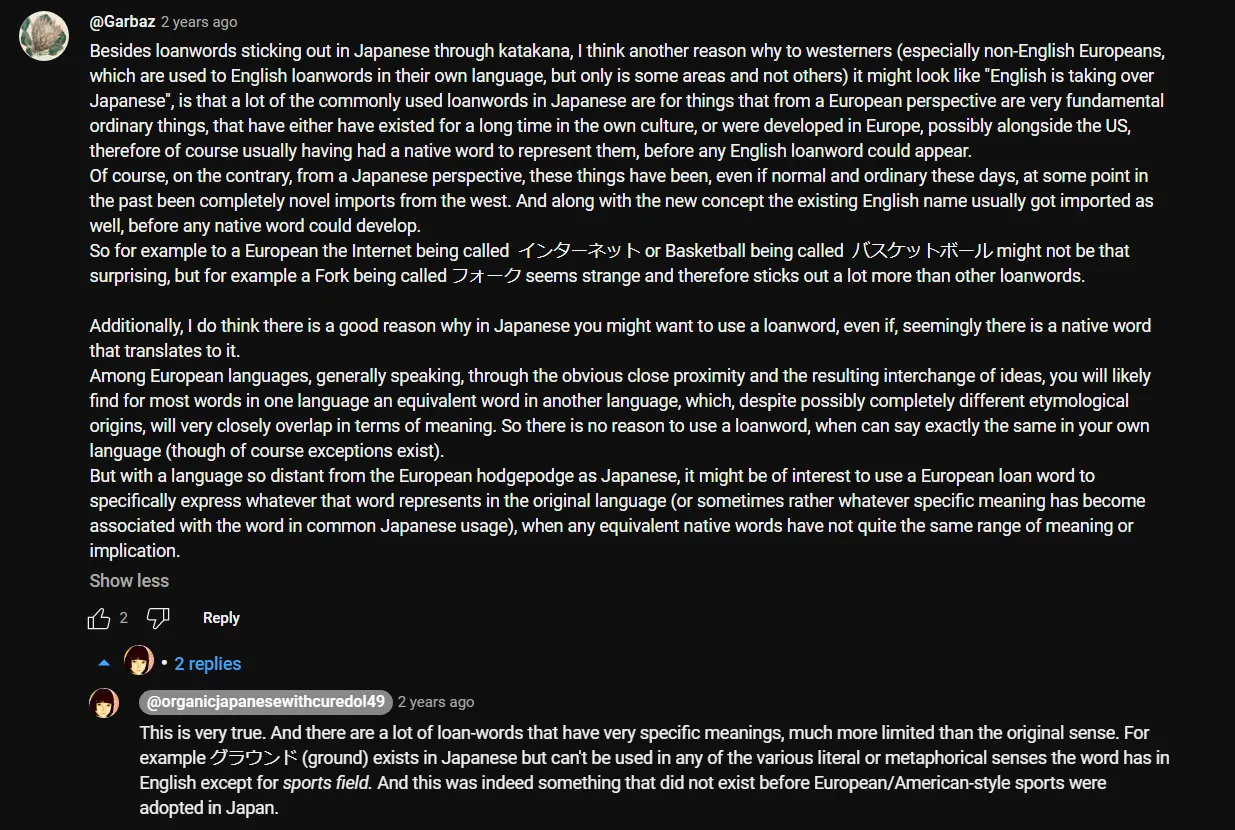 @Garbaz 2 years ago
Besides loanwords sticking out in Japanese through katakana, I think another reason why to westerners (especially non-English Europeans,
which are used to English loanwords in their own language, but only is some areas and not others) it might look like "English is taking over
Japanese", is that a lot of the commonly used loanwords in Japanese are for things that from a European perspective are very fundamental
ordinary things, that have either have existed for a long time in the own culture, or were developed in Europe, possibly alongside the US,
therefore of course usually having had a native word to represent them, before any English loanword could appear.
Of course, on the contrary, from a Japanese perspective, these things have been, even if normal and ordinary these days, at some point in
the past been completely novel imports from the west. And along with the new concept the existing English name usually got imported as
well, before any native word could develop.
So for example to a European the Internet being called インターネット or Basketball being called バスケットボール might not be that
surprising, but for example a Fork being called フォーク seems strange and therefore sticks out a lot more than other loanwords.
Additionally, I do think there is a good reason why in Japanese you might want to use a loanword, even if, seemingly there is a native word
that translates to it.
Among European languages, generally speaking, through the obvious close proximity and the resulting interchange of ideas, you will likely
find for most words in one language an equivalent word in another language, which, despite possibly completely different etymological
origins, will very closely overlap in terms of meaning. So there is no reason to use a loanword, when can say exactly the same in your own
language (though of course exceptions exist).
But with a language so distant from the European hodgepodge as Japanese, it might be of interest to use a European loan word to
specifically express whatever that word represents in the original language (or sometimes rather whatever specific meaning has become
associated with the word in common Japanese usage), when any equivalent native words have not quite the same range of meaning or
implication.
Show less
2 Reply
• 2 replies
@organicjapanesewithcuredol49 2 years ago
This is very true. And there are a lot of loan-words that have very specific meanings, much more limited than the original sense. For
example グラウンド (ground) exists in Japanese but can't be used in any of the various literal or metaphorical senses the word has in
English except for sports field. And this was indeed something that did not exist before European/American-style sports were
adopted in Japan.